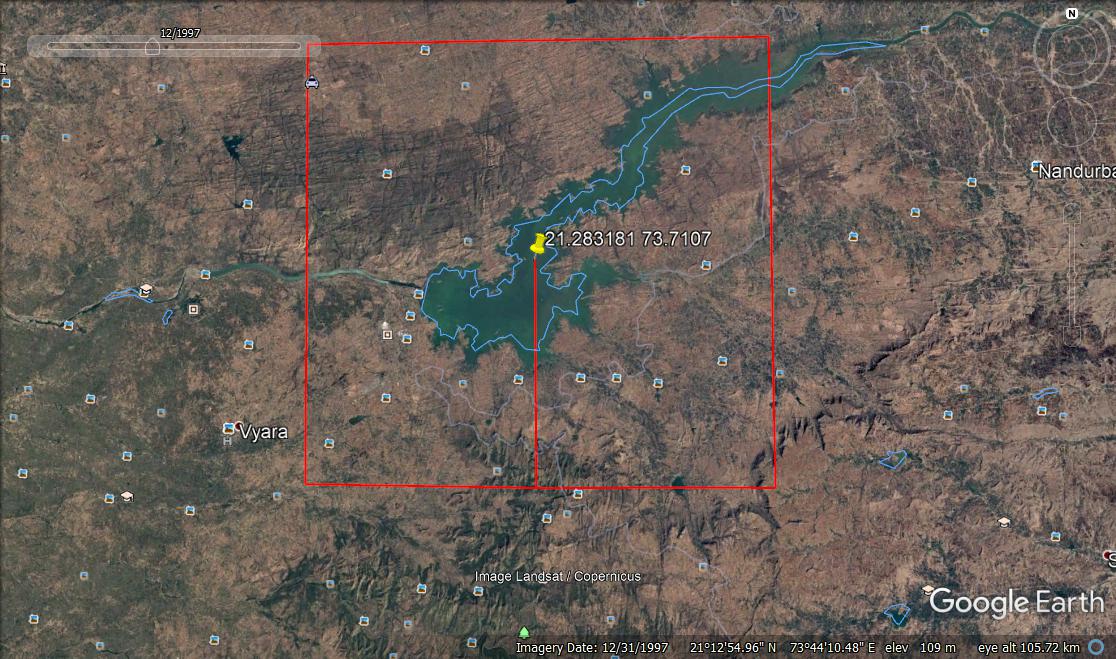 12/1997
N
Nandurba
21.283181 73.7107
Vyara
H
S
Image Landsat / Copernicus
Google Earth
Imagery Date: 12/31/1997 21°12'54.96" N 73°44'10.48" E elev 109 m eye alt 105.72 km